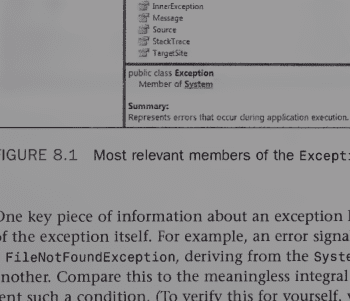 InnerException
Message
Source
StackTrace
TargetSite
public class Exception
Member of System
Summary:
Represents errors that occur during application execution.
FIGURE 8.1 Most relevant members of the Excepti
One key piece of information about an exception
of the exception itself. For example, an error signa
FileNotFoundException, deriving from the Syste
another. Compare this to the meaningless integral
ent such a condition. (To verify this for yourself,